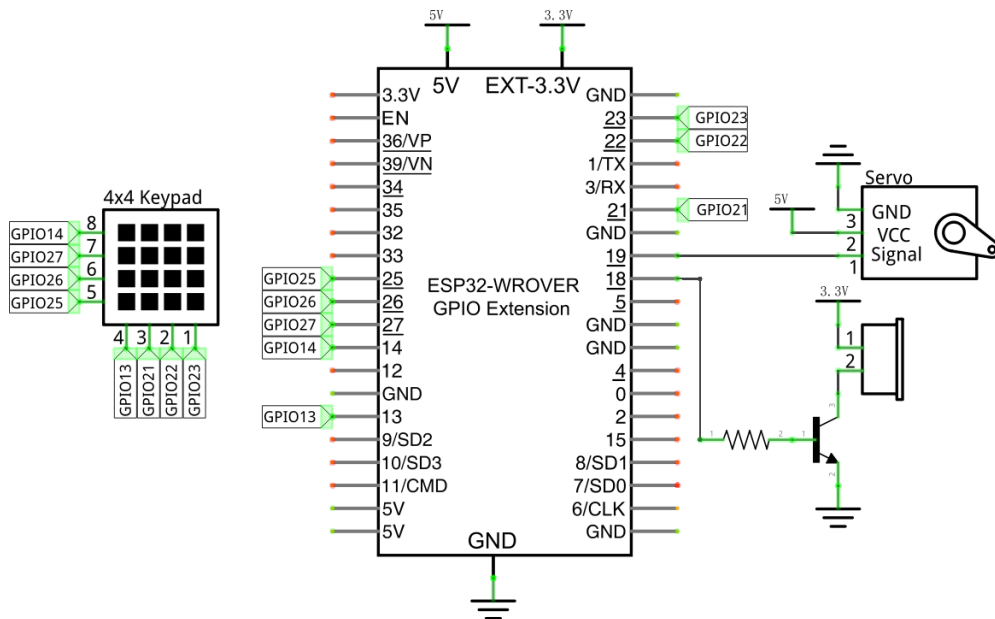 5V
3.3V
5V
EXT-3.3V
3.3V
EN
36/VP
39/VN
34
35
32
33
25
26
27
14
12
GND
13
9/SD2
10/SD3
11/CMD
5V
5V
GND
23
22
1/TX
3/RX
21
GND
19
18
5
GND
GND
4
0
2
15
8/SD1
7/SD0
6/CLK
GND
ESP32-WROVER
GPIO Extension
GND
GPIO25
GPIO26
GPIO27
GPIO14
GPIO13
GPIO23
GPIO22
GPIO21
4x4 Keypad
GPIO14
8
GPIO27
7
GPIO26
6
GPIO25
5
4
3
2
1
GPIO13
GPIO21
GPIO22
GPIO23
Servo
5V
GND
3
VCC
2
Signal
1
3.3V
1
2
1
2
1
3
2